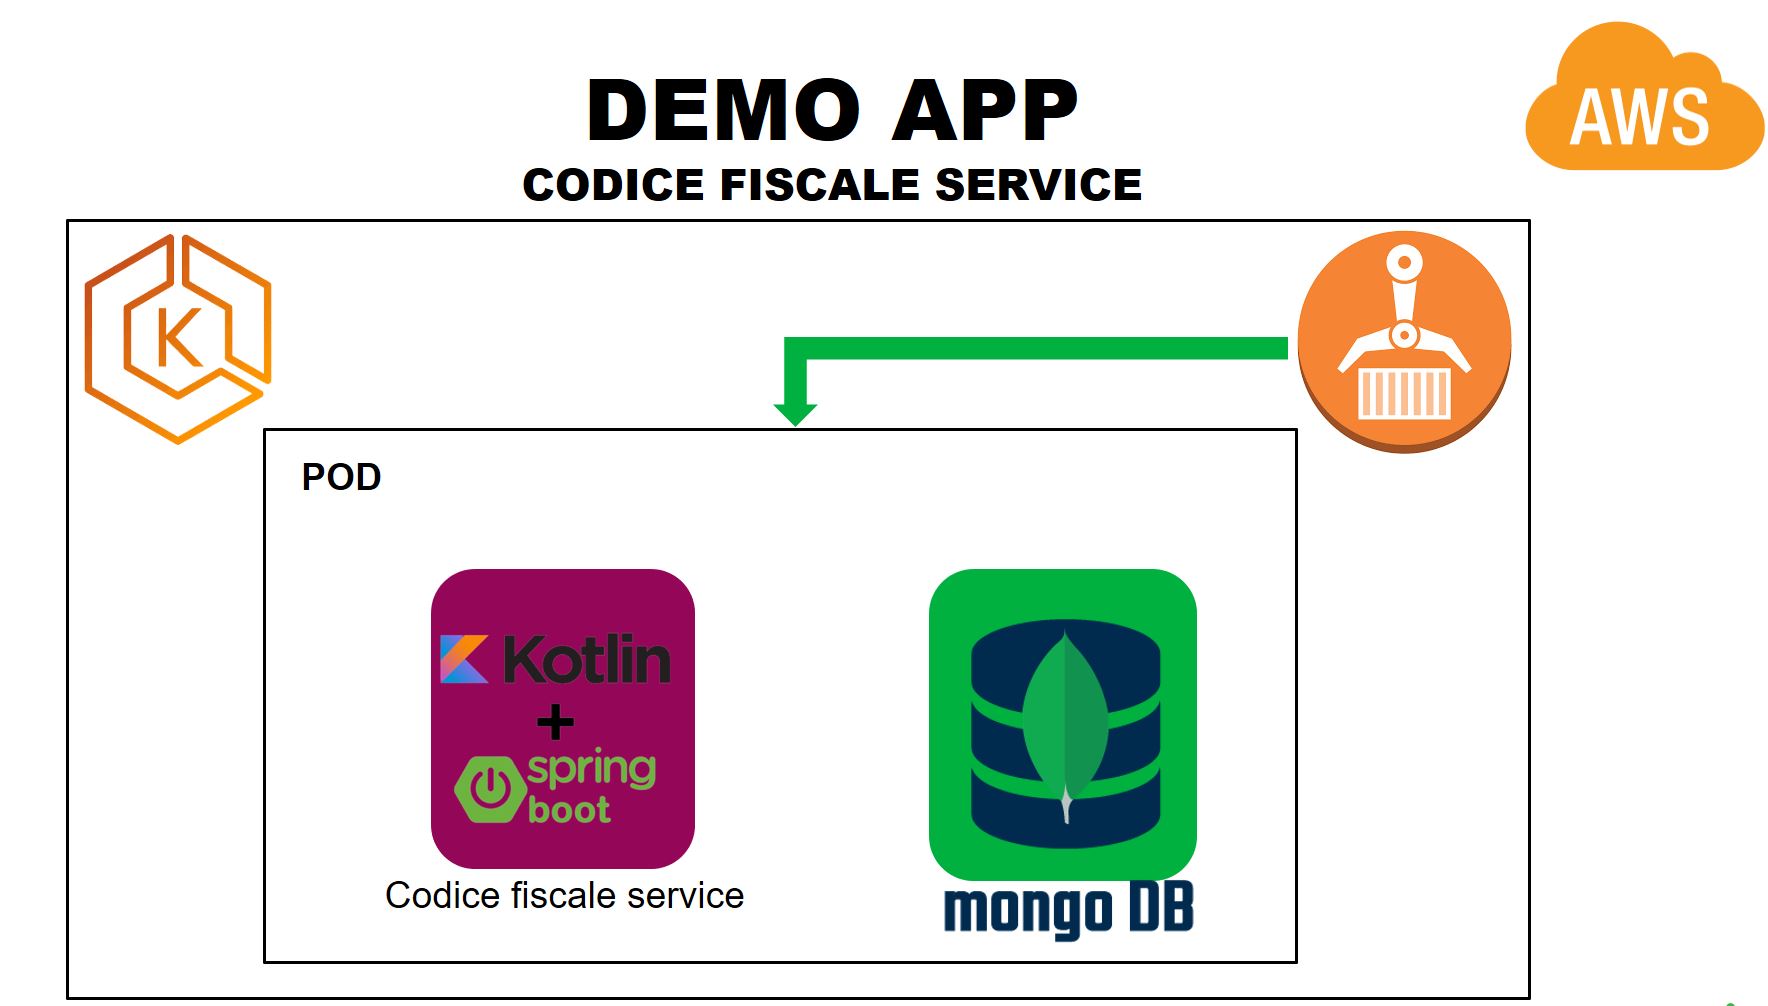 DEMO APP
AWS
CODICE FISCALE SERVICE
K
POD
Kotlin
+
spring
boot
Codice fiscale service
mongo DB